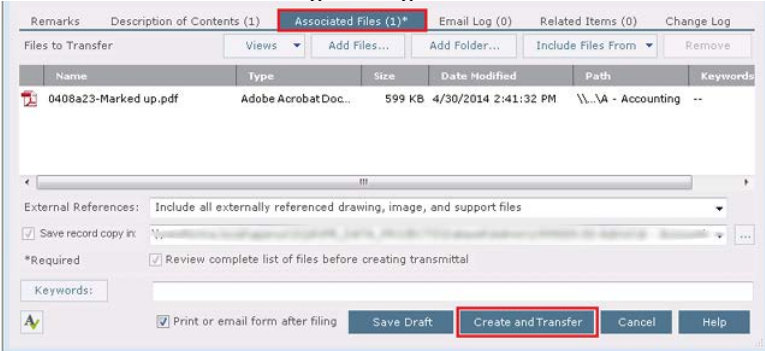 Remarks Description of Contents (1) Associated Files (1)* Email Log (0) Related Items (0) Change Log
Files to Transfer Views Add Files... Add Folder... Include Files From Remove
Name Type Size Date Modified Path Keywords
0408a23-Marked up.pdf Adobe Acrobat Doc... 599 KB 4/30/2014 2:41:32 PM \\...\A - Accounting --
External References: Include all externally referenced drawing, image, and support files
Save record copy in: ...
*Required Review complete list of files before creating transmittal
Keywords:
Print or email form after filing Save Draft Create and Transfer Cancel Help